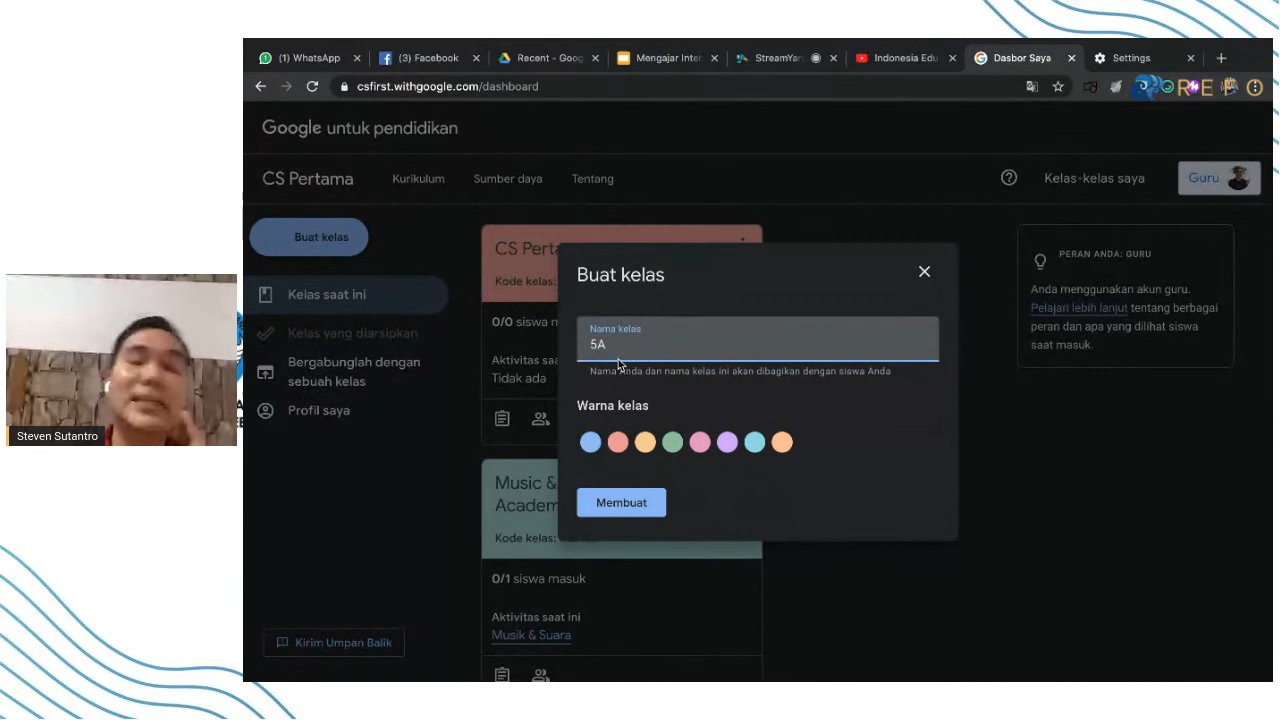 (1) WhatsApp
(3) Facebook
Recent - Goog
Mengajar Inter
StreamYar
Indonesia Edu
Dasbor Saya
Settings
csfirst.withgoogle.com/dashboard
Google untuk pendidikan
CS Pertama
Kurikulum
Sumber daya
Tentang
Kelas-kelas saya
Guru
Buat kelas
Kelas saat ini
Kelas yang diarsipkan
Bergabunglah dengan
sebuah kelas
Profil saya
Kirim Umpan Balik
CS Perta
Kode kelas:
0/0 siswa m
Aktivitas saa
Tidak ada
Music &
Academ
Kode kelas:
0/1 siswa masuk
Aktivitas saat ini
Musik & Suara
Buat kelas
Nama kelas
5A
Nama Anda dan nama kelas ini akan dibagikan dengan siswa Anda
Warna kelas
Membuat
PERAN ANDA: GURU
Anda menggunakan akun guru.
Pelajari lebih lanjut tentang berbagai
peran dan apa yang dilihat siswa
saat masuk.
Steven Sutantro